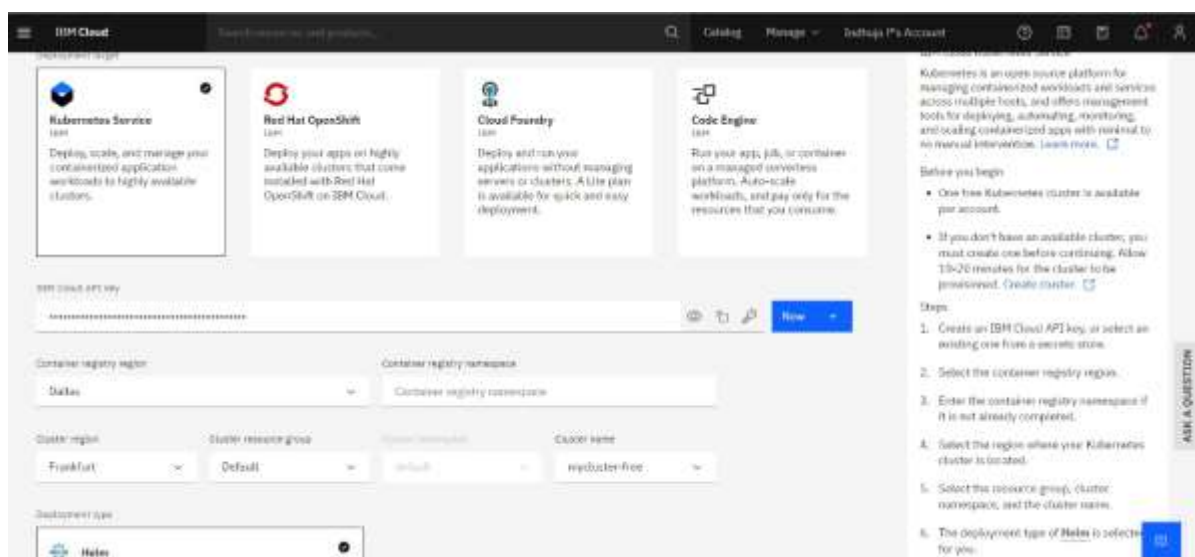 IBM Cloud
Search resources and products...
Catalog
Manage
Indhuja P's Account
Deployment target
Kubernetes Service
IBM
Deploy, scale, and manage your
containerized application
workloads to highly available
clusters.
Red Hat OpenShift
IBM
Deploy your apps on highly
available clusters that come
installed with Red Hat
OpenShift on IBM Cloud.
Cloud Foundry
IBM
Deploy and run your
applications without managing
servers or clusters. A Lite plan
is available for quick and easy
deployment.
Code Engine
IBM
Run your app, job, or container
on a managed serverless
platform. Auto-scale
workloads, and pay only for the
resources that you consume.
IBM Cloud API key
New
Container registry region
Dallas
Container registry namespace
Container registry namespace
Cluster region
Frankfurt
Cluster resource group
Default
Cluster namespace
default
Cluster name
mycluster-free
Deployment type
Helm
IBM Cloud Kubernetes Service
Kubernetes is an open source platform for
managing containerized workloads and services
across multiple hosts, and offers management
tools for deploying, automating, monitoring,
and scaling containerized apps with minimal to
no manual intervention. Learn more.
Before you begin
• One free Kubernetes cluster is available
per account.
• If you don't have an available cluster, you
must create one before continuing. Allow
10-20 minutes for the cluster to be
provisioned. Create cluster.
Steps
1. Create an IBM Cloud API key, or select an
existing one from a secrets store.
2. Select the container registry region.
3. Enter the container registry namespace if
it is not already completed.
4. Select the region where your Kubernetes
cluster is located.
5. Select the resource group, cluster
namespace, and the cluster name.
6. The deployment type of Helm is selected
for you.
ASK A QUESTION